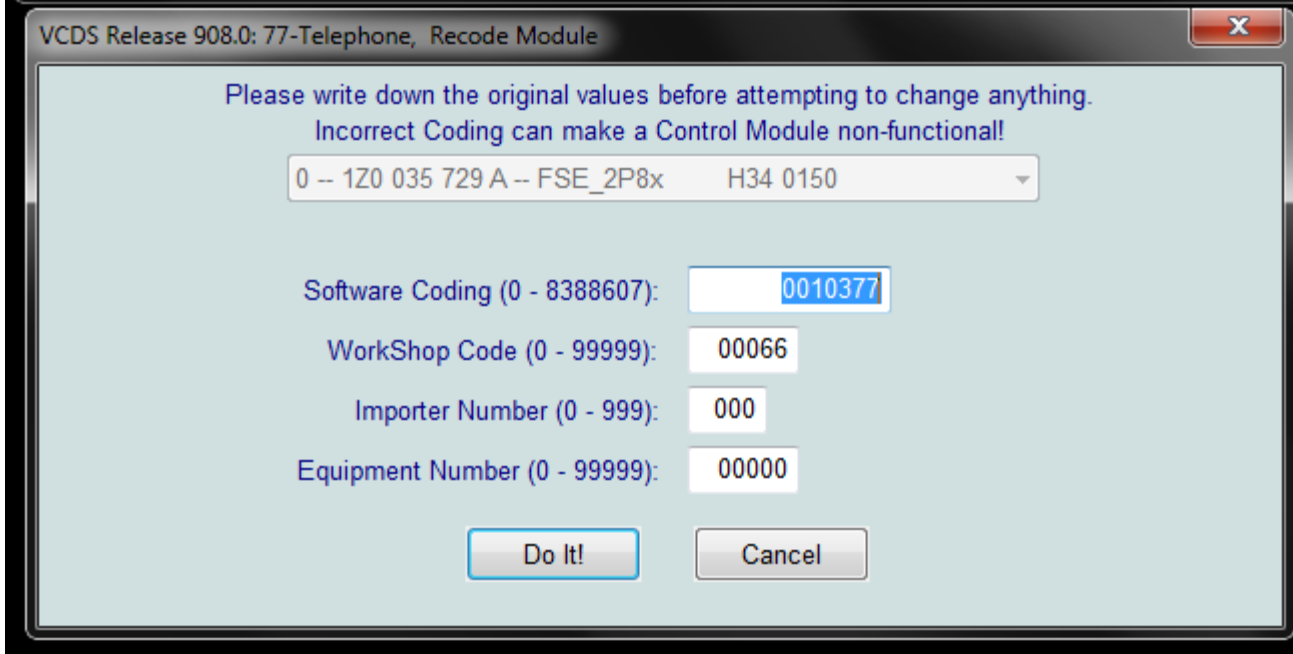 VCDS Release 908.0: 77-Telephone, Recode Module
Please write down the original values before attempting to change anything.
Incorrect Coding can make a Control Module non-functional!
0 -- 1Z0 035 729 A -- FSE_2P8x H34 0150
Software Coding (0 - 8388607): 0010377
WorkShop Code (0 - 99999): 00066
Importer Number (0 - 999): 000
Equipment Number (0 - 99999): 00000
Do It! Cancel